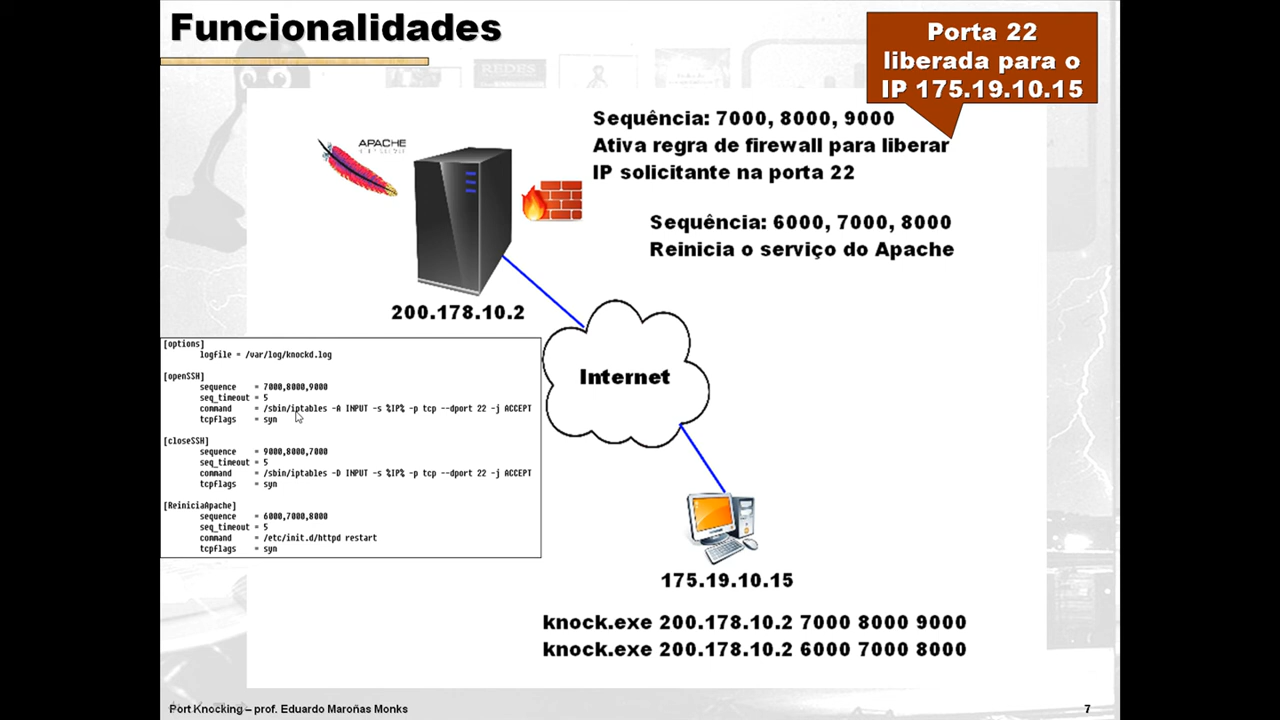 Funcionalidades
Porta 22
liberada para o
IP 175.19.10.15
REDES
APACHE
Sequência: 7000, 8000, 9000
Ativa regra de firewall para liberar
IP solicitante na porta 22
Sequência: 6000, 7000, 8000
Reinicia o serviço do Apache
200.178.10.2
[options]
logfile = /var/log/knockd.log
[openSSH]
sequence = 7000,8000,9000
seq_timeout = 5
command = /sbin/iptables -A INPUT -s %IP% -p tcp --dport 22 -j ACCEPT
tcpflags = syn
[closeSSH]
sequence = 9000,8000,7000
seq_timeout = 5
command = /sbin/iptables -D INPUT -s %IP% -p tcp --dport 22 -j ACCEPT
tcpflags = syn
[ReiniciaApache]
sequence = 6000,7000,8000
seq_timeout = 5
command = /etc/init.d/httpd restart
tcpflags = syn
Internet
175.19.10.15
knock.exe 200.178.10.2 7000 8000 9000
knock.exe 200.178.10.2 6000 7000 8000
Port Knocking – prof. Eduardo Maroñas Monks
7